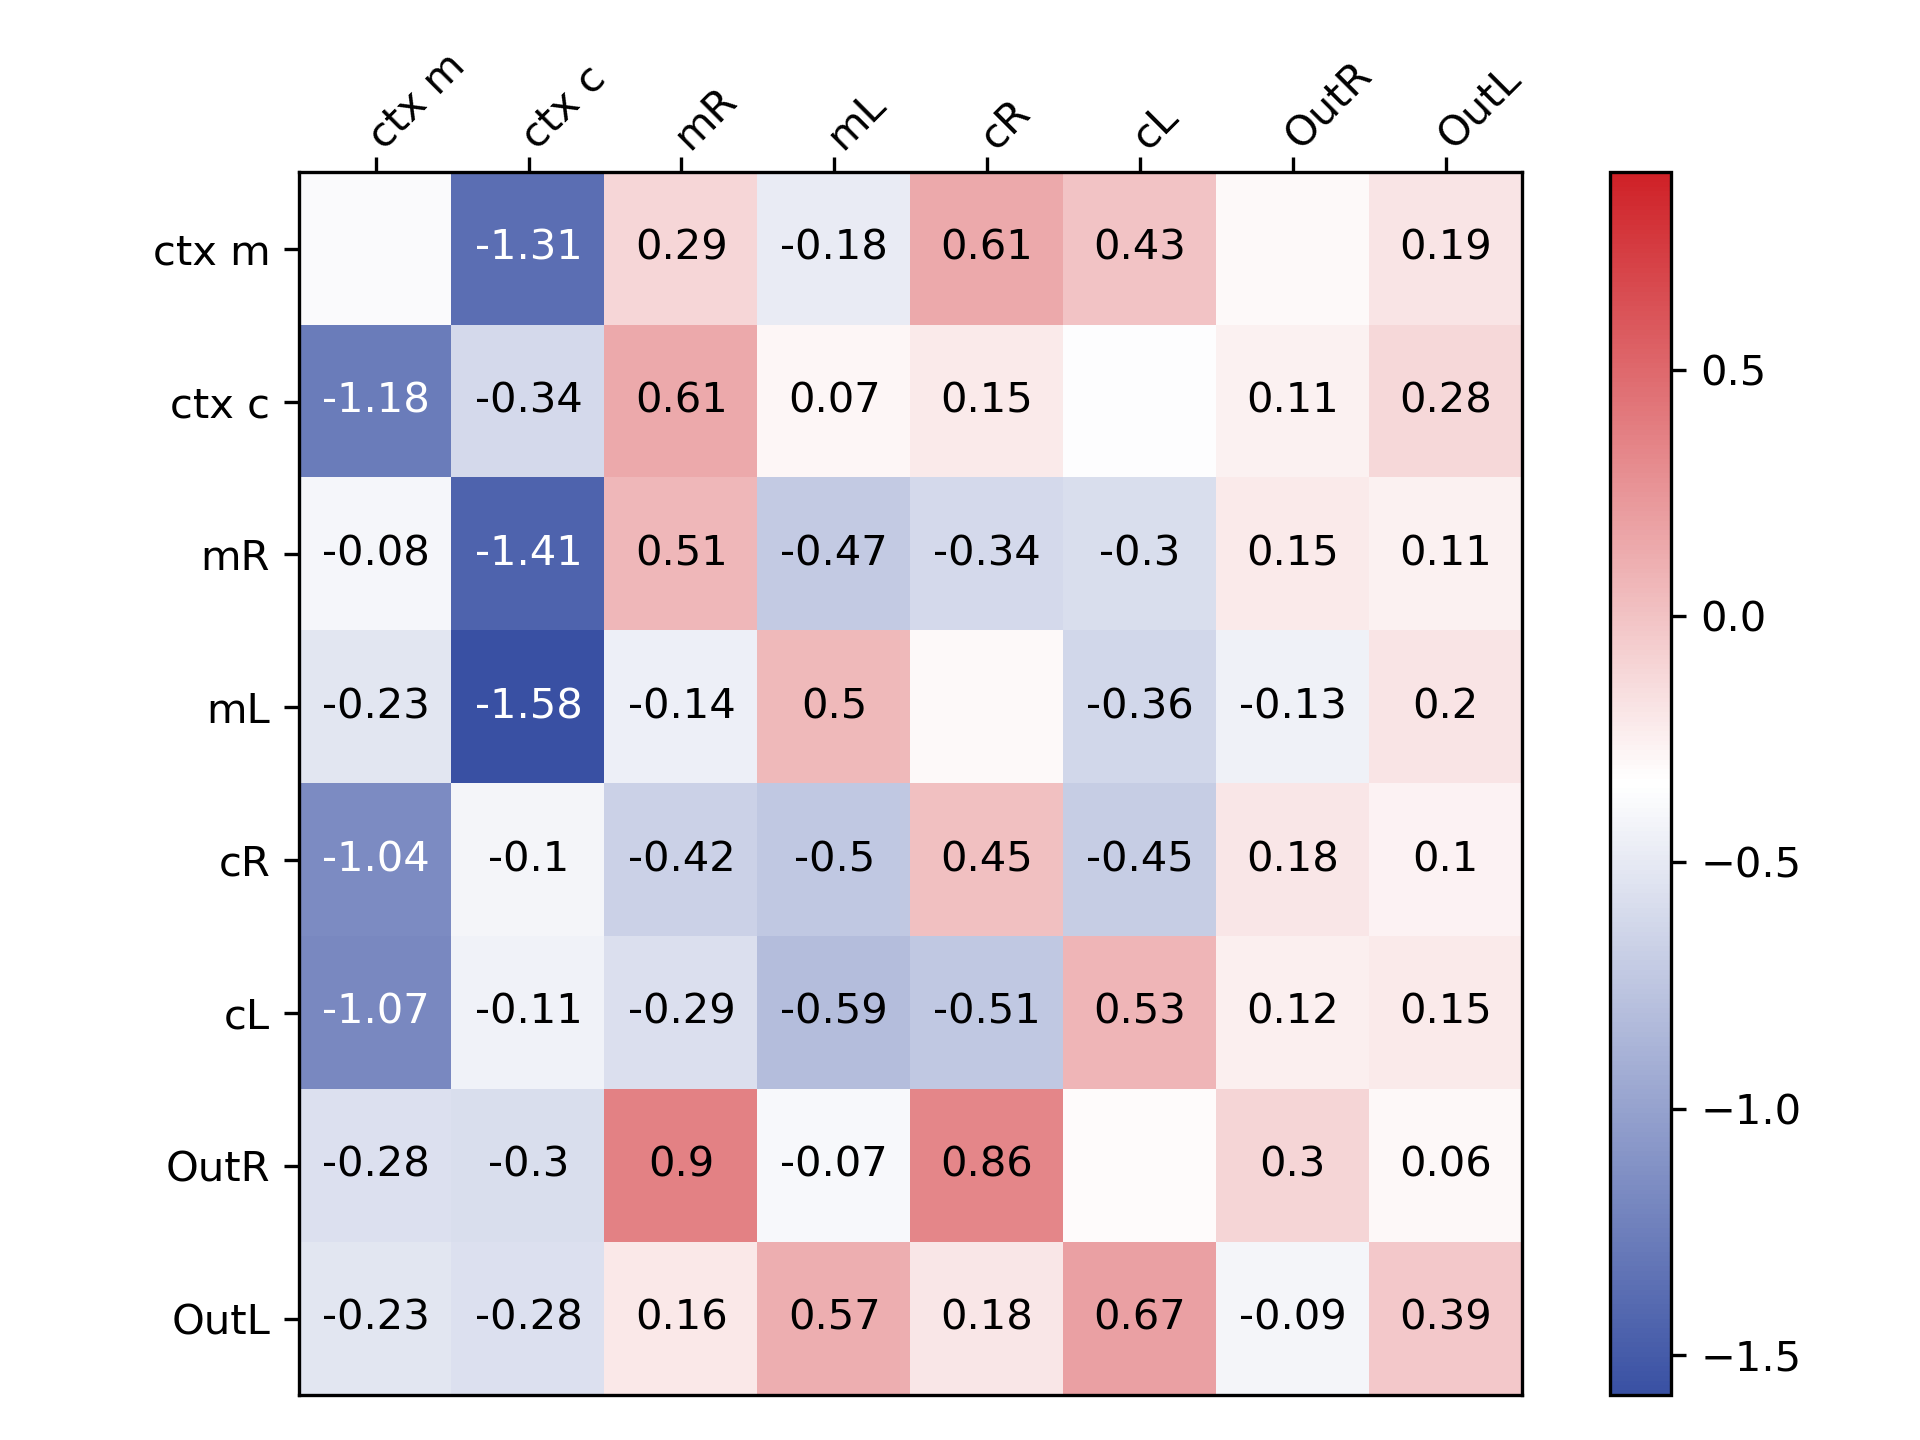 ctx m ctx c mR mL cR cL OutR OutL
ctx m -1.31 0.29 -0.18 0.61 0.43 0.19
ctx c -1.18 -0.34 0.61 0.07 0.15 0.11 0.28
mR -0.08 -1.41 0.51 -0.47 -0.34 -0.3 0.15 0.11
mL -0.23 -1.58 -0.14 0.5 -0.36 -0.13 0.2
cR -1.04 -0.1 -0.42 -0.5 0.45 -0.45 0.18 0.1
cL -1.07 -0.11 -0.29 -0.59 -0.51 0.53 0.12 0.15
OutR -0.28 -0.3 0.9 -0.07 0.86 0.3 0.06
OutL -0.23 -0.28 0.16 0.57 0.18 0.67 -0.09 0.39
0.5
0.0
−0.5
−1.0
−1.5